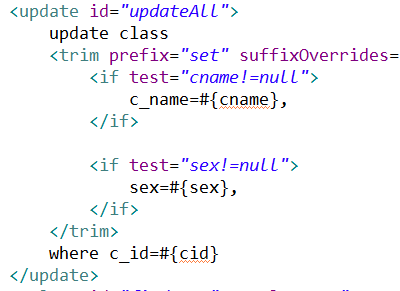 <update id="updateAll">
update class
<trim prefix="set" suffixOverrides=
<if test="cname!=null">
c_name=#{cname},
</if>
<if test="sex!=null">
sex=#{sex},
</if>
</trim>
where c_id=#{cid}
</update>